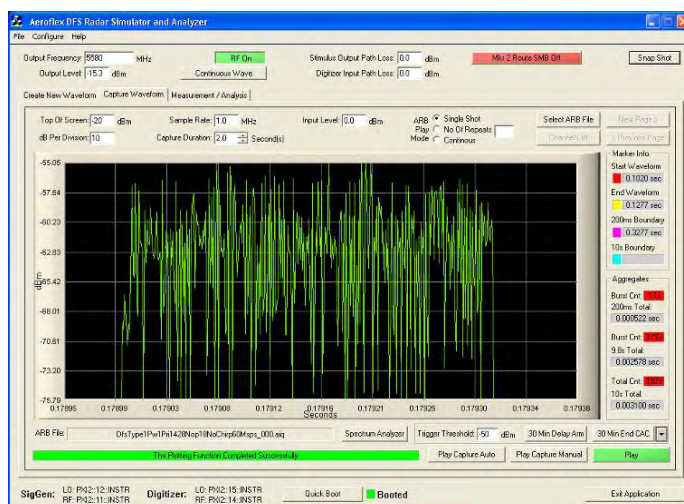 Aeroflex DFS Radar Simulator and Analyzer
File Configure Help
Output Frequency: 5580 MHz RF On Stimulus Output Path Loss: 0.0 dBm Mkr 2 Route SMB Off Snap Shot
Output Level: -15.3 dBm Continuous Wave Digitizer Input Path Loss: 0.0 dBm
Create New Waveform Capture Waveform Measurement / Analysis
Top Of Screen: -20 dBm Sample Rate: 1.0 MHz Input Level: 0.0 dBm ARB Single Shot Select ARB File Next Page >
Play No Of Repeats
dB Per Division: 10 Capture Duration: 2.0 Second(s) Mode Continous Channel List < Previous Page
-55.05
-57.64
-60.23
-62.83
-65.42
-68.01
-70.61
-73.20
-75.79
dBm
0.17895 0.17899 0.17903 0.17908 0.17912 0.17916 0.17921 0.17925 0.17930 0.17934 0.17938
Seconds
Marker Info.
Start Waveform
0.1020 sec
End Waveform
0.1277 sec
200ms Boundary
0.3277 sec
10s Boundary
Aggregates
Burst Cnt:
200ms Total:
0.000522 sec
Burst Cnt:
9.8s Total:
0.002578 sec
Total Cnt:
10s Total:
0.003100 sec
ARB File: DfsType1Pw1Pri1428Nop18NoChirp60Msps_000.aiq Spectrum Analyzer Trigger Threshold: -50 dBm 30 Min Delay Arm 30 Min End CAC
The Plotting Function Completed Successfully Play Capture Auto Play Capture Manual Play
SigGen: LO: PXI2::12::INSTR Digitizer: LO: PXI2::15::INSTR Quick Boot Booted Exit Application
RF: PXI2::11::INSTR RF: PXI2::14::INSTR